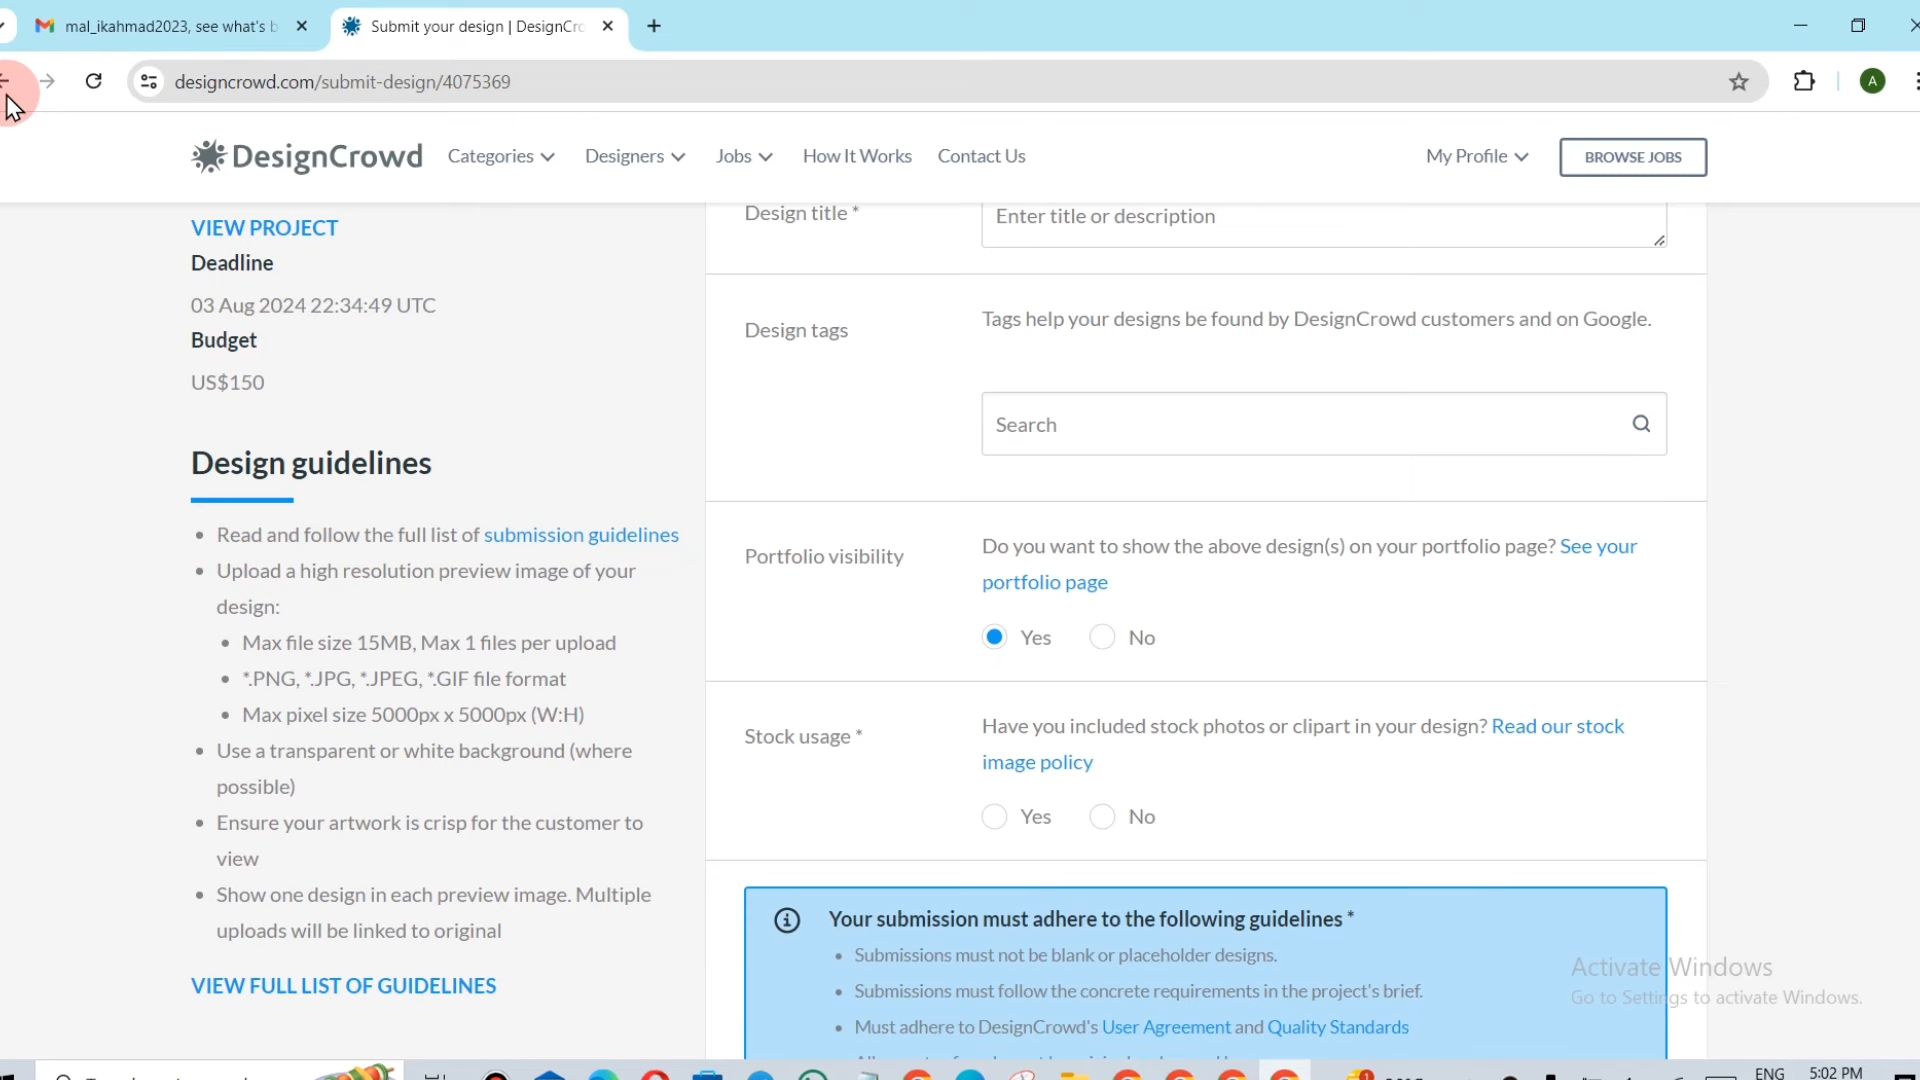 mal_ikahmad2023, see what's b
Submit your design | DesignCro
designcrowd.com/submit-design/4075369
A
DesignCrowd
Categories
Designers
Jobs
How It Works
Contact Us
My Profile
BROWSE JOBS
VIEW PROJECT
Deadline
03 Aug 2024 22:34:49 UTC
Budget
US$150
Design guidelines
• Read and follow the full list of submission guidelines
• Upload a high resolution preview image of your
design:
• Max file size 15MB, Max 1 files per upload
• *.PNG, *.JPG, *.JPEG, *.GIF file format
• Max pixel size 5000px x 5000px (W:H)
• Use a transparent or white background (where
possible)
• Ensure your artwork is crisp for the customer to
view
• Show one design in each preview image. Multiple
uploads will be linked to original
VIEW FULL LIST OF GUIDELINES
Design title *
Enter title or description
Design tags
Tags help your designs be found by DesignCrowd customers and on Google.
Search
Portfolio visibility
Do you want to show the above design(s) on your portfolio page? See your
portfolio page
Yes
No
Stock usage *
Have you included stock photos or clipart in your design? Read our stock
image policy
Yes
No
Your submission must adhere to the following guidelines *
• Submissions must not be blank or placeholder designs.
• Submissions must follow the concrete requirements in the project's brief.
• Must adhere to DesignCrowd's User Agreement and Quality Standards
Activate Windows
Go to Settings to activate Windows.
ENG
5:02 PM